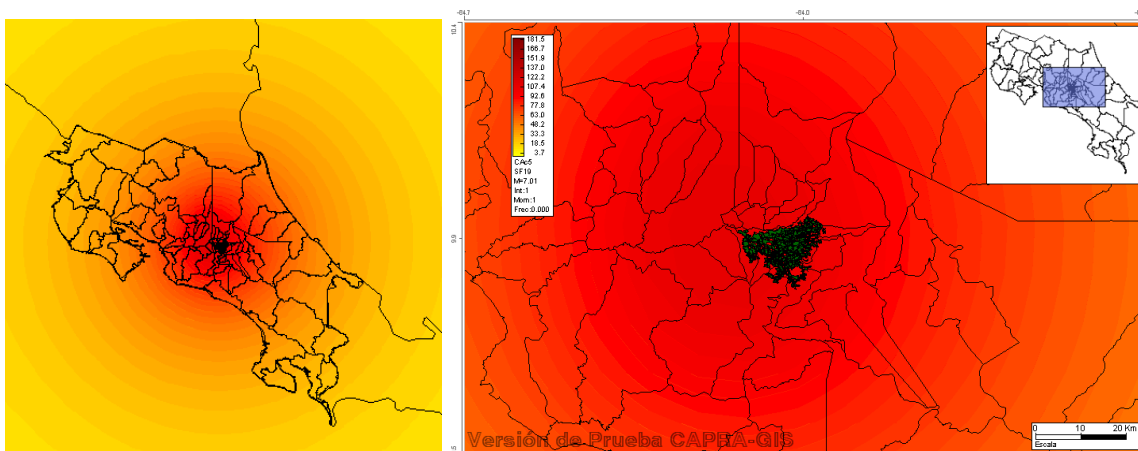 -84.7
-84.0
10.4
9.9
181.5
166.7
151.9
137.0
122.2
107.4
92.6
77.8
63.0
48.2
33.3
18.5
3.7
CAc5
SF19
M=7.01
Int:1
Mom:1
Frec:0.000
Versión de Prueba CAPRA-GIS
0 10 20 Km
Escala